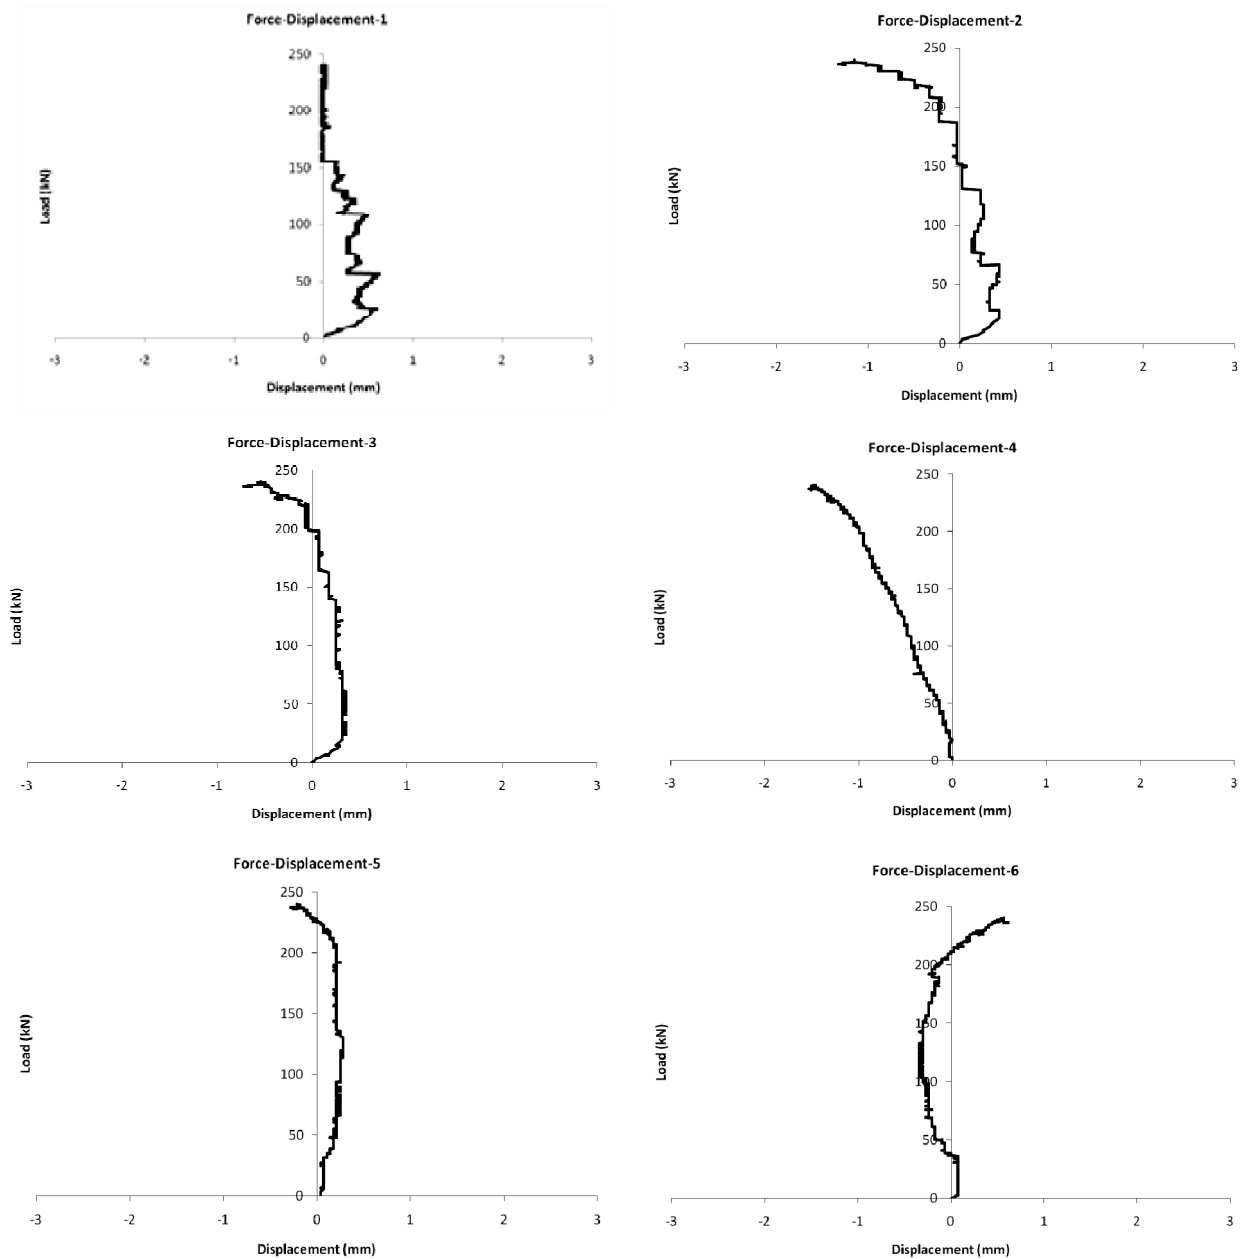 Force-Displacement-1
250
200
150
100
50
0
Load (kN)
-3 -2 -1 0 1 2 3
Displacement (mm)
Force-Displacement-2
250
200
150
100
50
0
Load (kN)
-3 -2 -1 0 1 2 3
Displacement (mm)
Force-Displacement-3
250
200
150
100
50
0
Load (kN)
-3 -2 -1 0 1 2 3
Displacement (mm)
Force-Displacement-4
250
200
150
100
50
0
Load (kN)
-3 -2 -1 0 1 2 3
Displacement (mm)
Force-Displacement-5
250
200
150
100
50
0
Load (kN)
-3 -2 -1 0 1 2 3
Displacement (mm)
Force-Displacement-6
250
200
150
100
50
0
Load (kN)
-3 -2 -1 0 1 2 3
Displacement (mm)